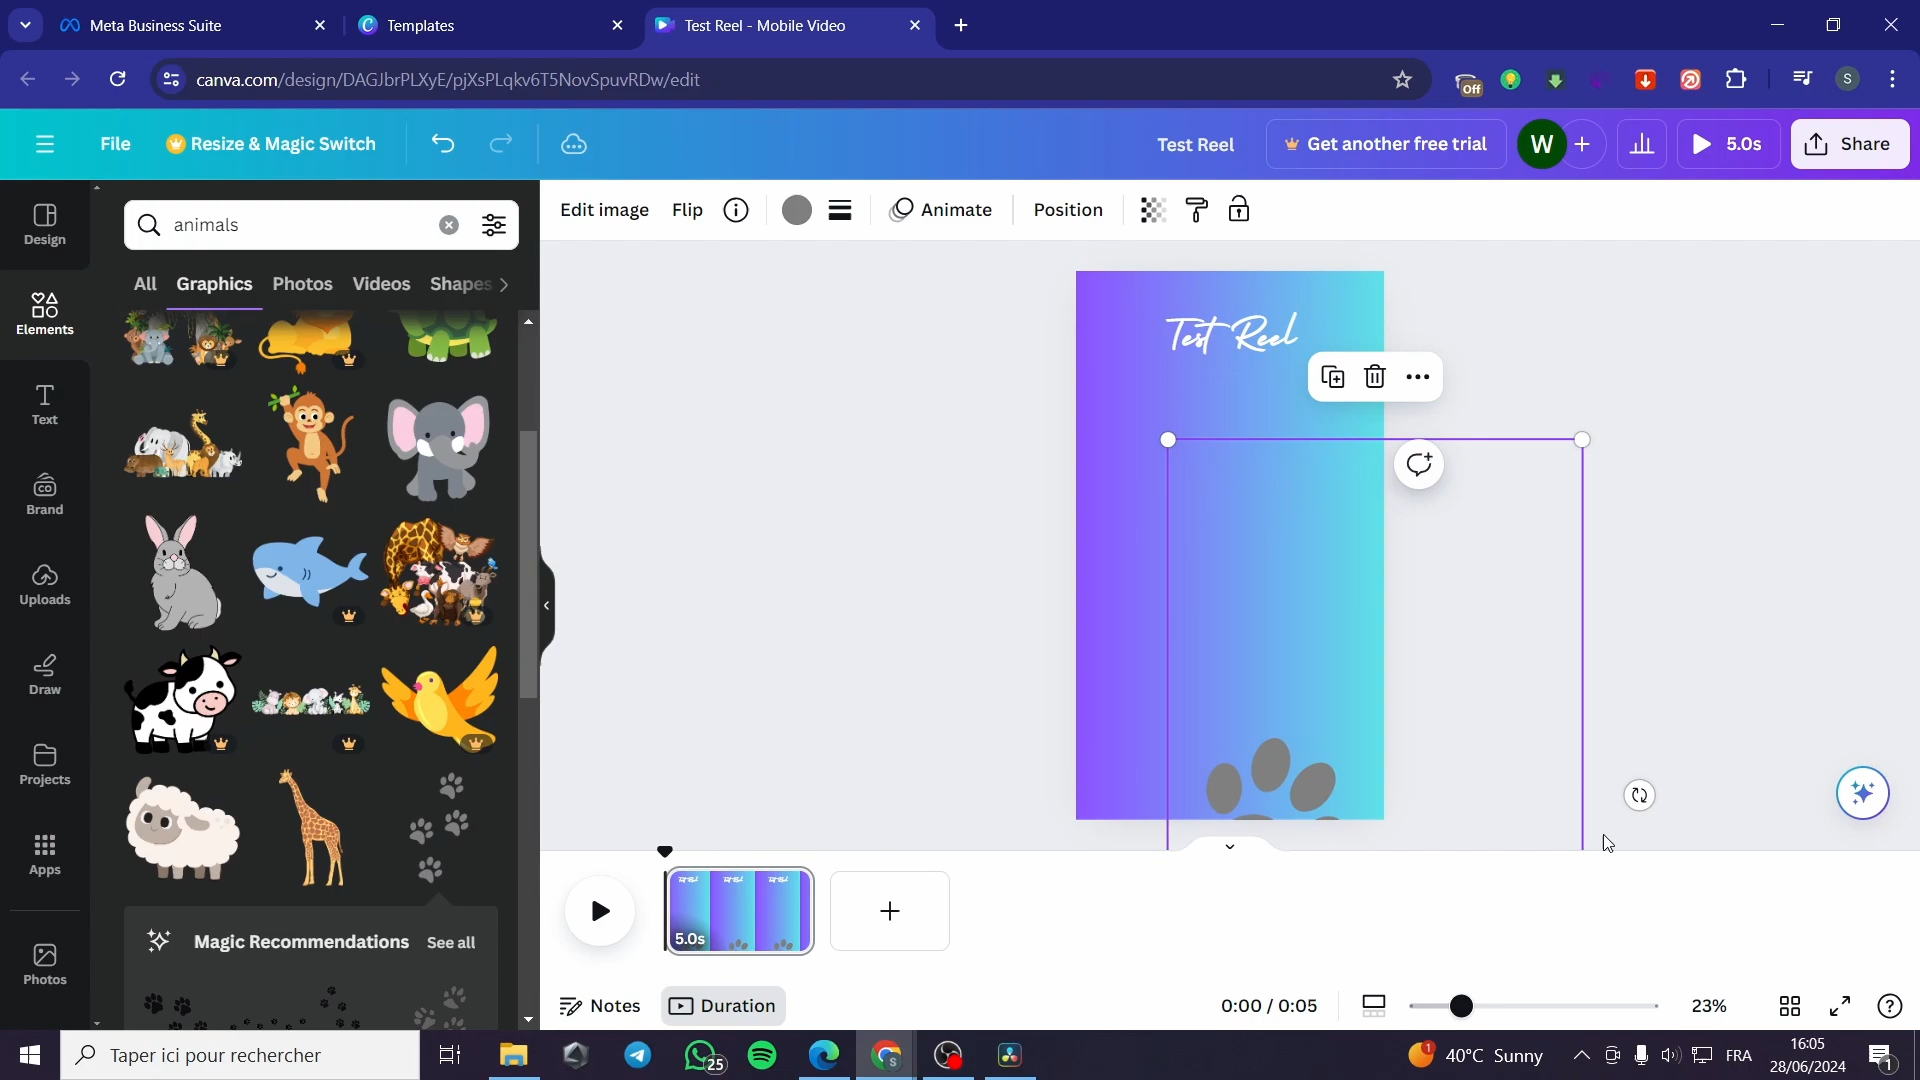 Meta Business Suite
Templates
Test Reel - Mobile Video
canva.com/design/DAGJbrPLXyE/pjXsPLqkv6T5NovSpuvRDw/edit
Off
S
File
Resize & Magic Switch
Test Reel
Get another free trial
W
5.0s
Share
Design
Elements
Text
Brand
Uploads
Draw
Projects
Apps
Photos
animals
All
Graphics
Photos
Videos
Shapes
Magic Recommendations
See all
Edit image
Flip
Animate
Position
Test Reel
5.0s
Notes
Duration
0:00 / 0:05
23%
Taper ici pour rechercher
25
1
40°C Sunny
FRA
16:05
28/06/2024
1